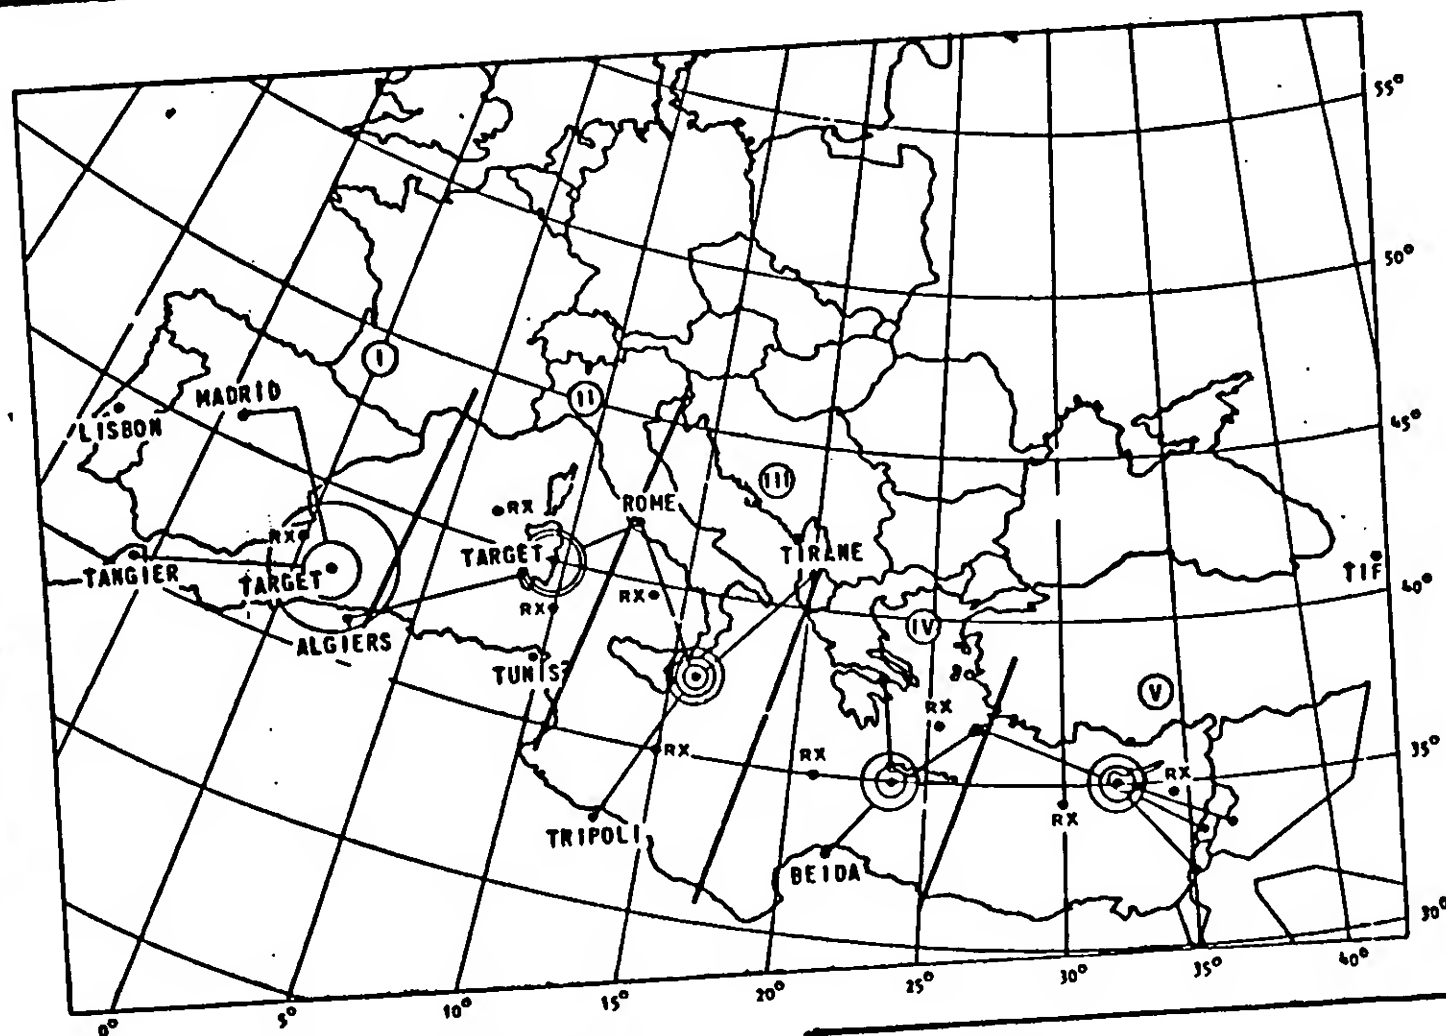 55°
50°
I
II
MADRID
LISBON
45°
III
RX
ROME
RX
TARGET
TIRANE
TANGIER
TARGET
TIF
40°
RX
RX
IV
ALGIERS
TUNIS
V
RX
RX
RX
RX
35°
RX
TRIPOLI
BEIDA
30°
0°
5°
10°
15°
20°
25°
30°
35°
40°